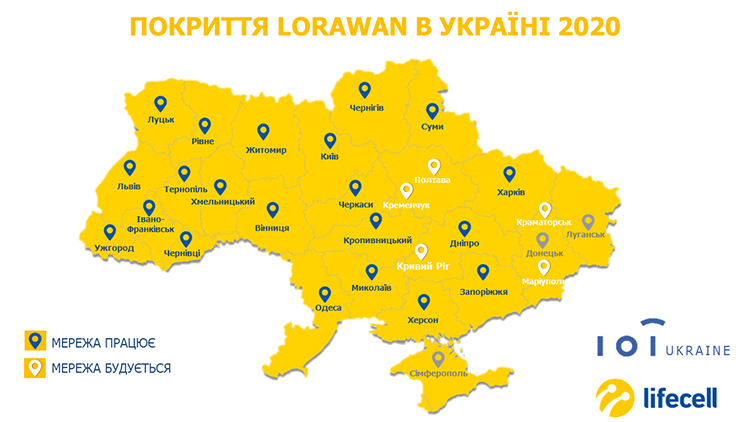 ПОКРИТТЯ LORAWAN В УКРАЇНІ 2020
Чернігів
Луцьк
Рівне
Суми
Житомир
Київ
Полтава
Львів
Тернопіль
Хмельницький
Черкаси
Кременчук
Харків
Івано-
Франківськ
Вінниця
Краматорськ
Луганськ
Ужгород
Чернівці
Кропивницький
Дніпро
Донецьк
Кривий Ріг
Миколаїв
Запоріжжя
Маріуполь
Одеса
Херсон
Сімферополь
МЕРЕЖА ПРАЦЮЄ
МЕРЕЖА БУДУЄТЬСЯ
IOT UKRAINE
lifecell